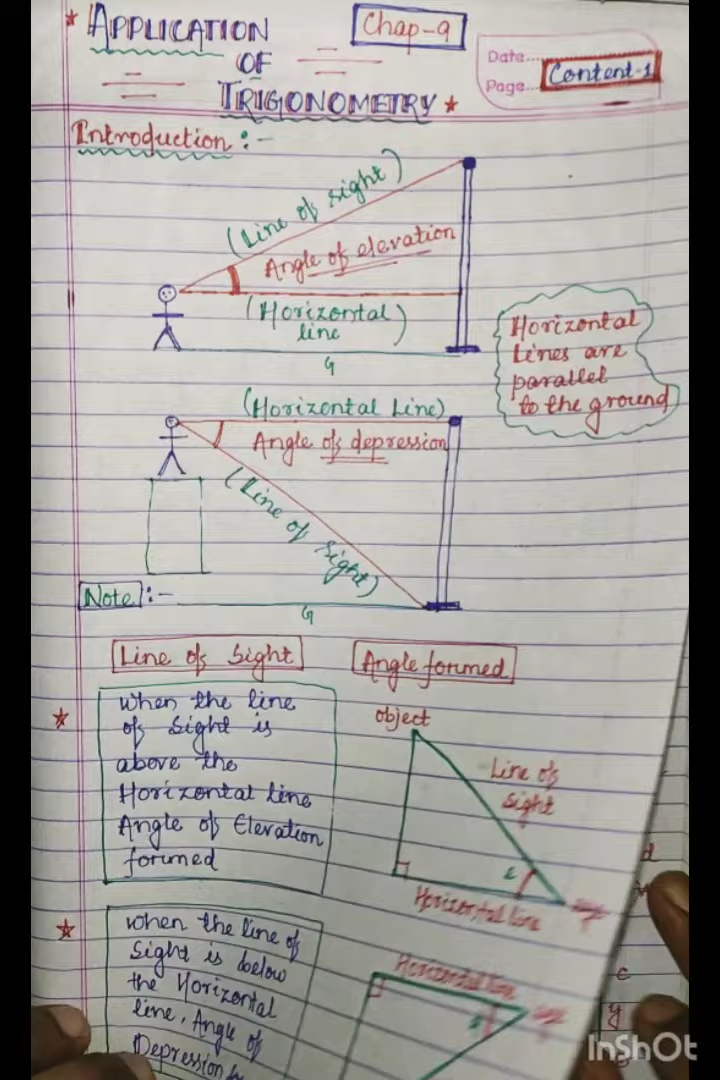 ★ APPLICATION
OF
TRIGONOMETRY ★
Chap-9
Date......
Page...
Content-1
Introduction :-
(Line of sight)
Angle of elevation
(Horizontal
line)
G
Horizontal
Lines are
parallel
to the ground
(Horizontal Line)
Angle of depression
(Line of sight)
G
Note :-
Line of Sight
Angle formed
★
when the line
of Sight is
above the
Horizontal line
Angle of Elevation
formed
object
Line of
sight
Horizontal line
★
when the line of
Sight is below
the Horizontal
line, Angle of
Depression
Horizontal line
d
c
y
InShOt